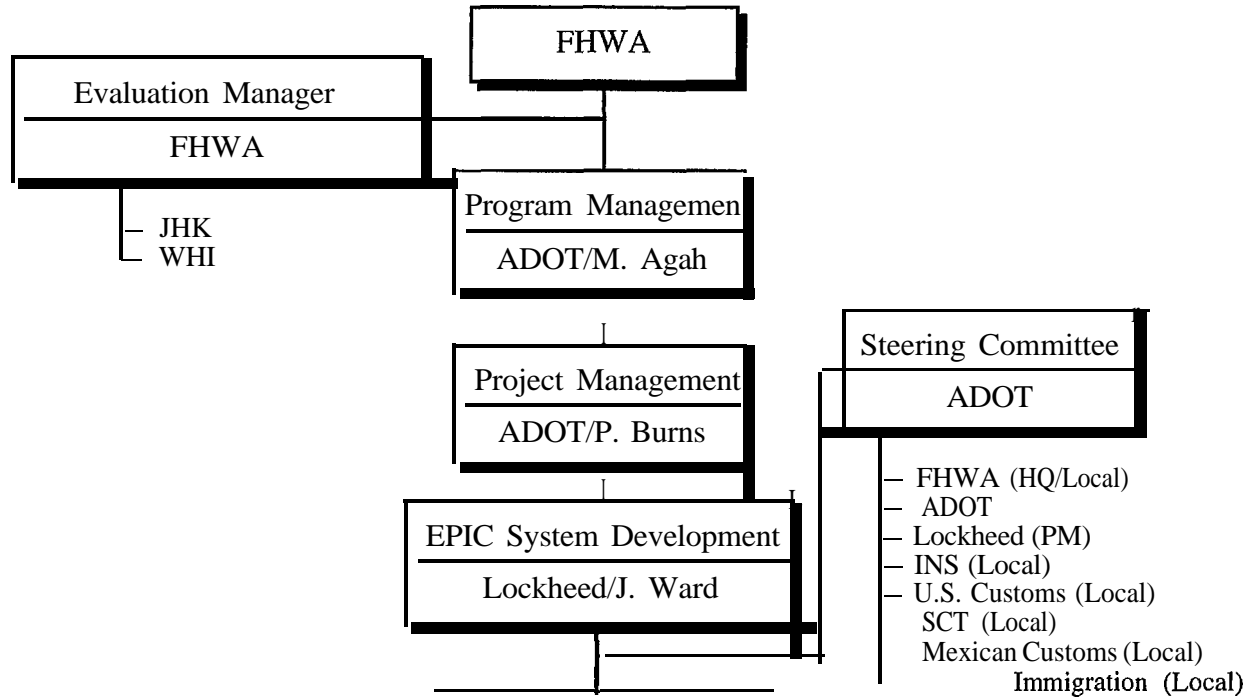 FHWA
Evaluation Manager
FHWA
JHK
WHI
Program Managemen
ADOT/M. Agah
Project Management
ADOT/P. Burns
EPIC System Development
Lockheed/J. Ward
Steering Committee
ADOT
– FHWA (HQ/Local)
– ADOT
– Lockheed (PM)
– INS (Local)
– U.S. Customs (Local)
SCT (Local)
Mexican Customs (Local)
Immigration (Local)